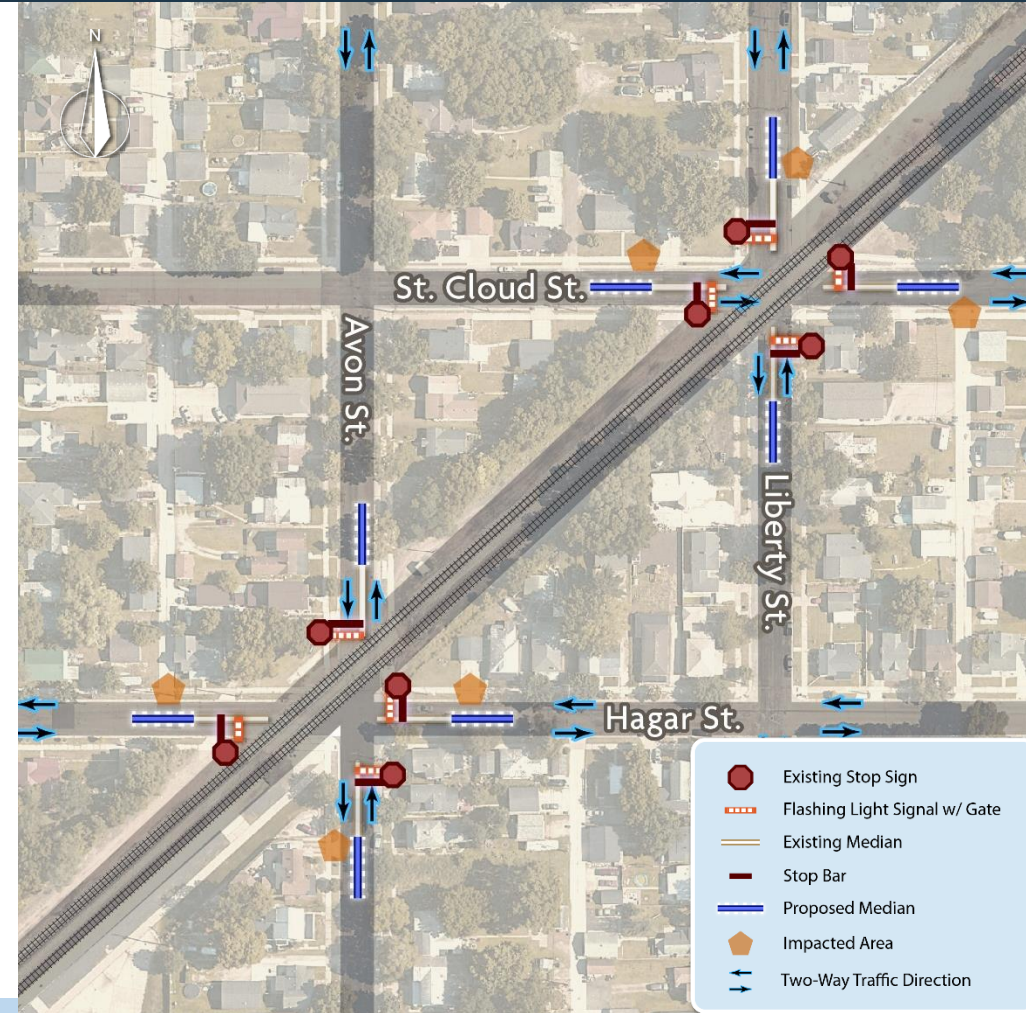 N
St. Cloud St.
Avon St.
Liberty St.
Hagar St.
Existing Stop Sign
Flashing Light Signal w/ Gate
Existing Median
Stop Bar
Proposed Median
Impacted Area
Two-Way Traffic Direction